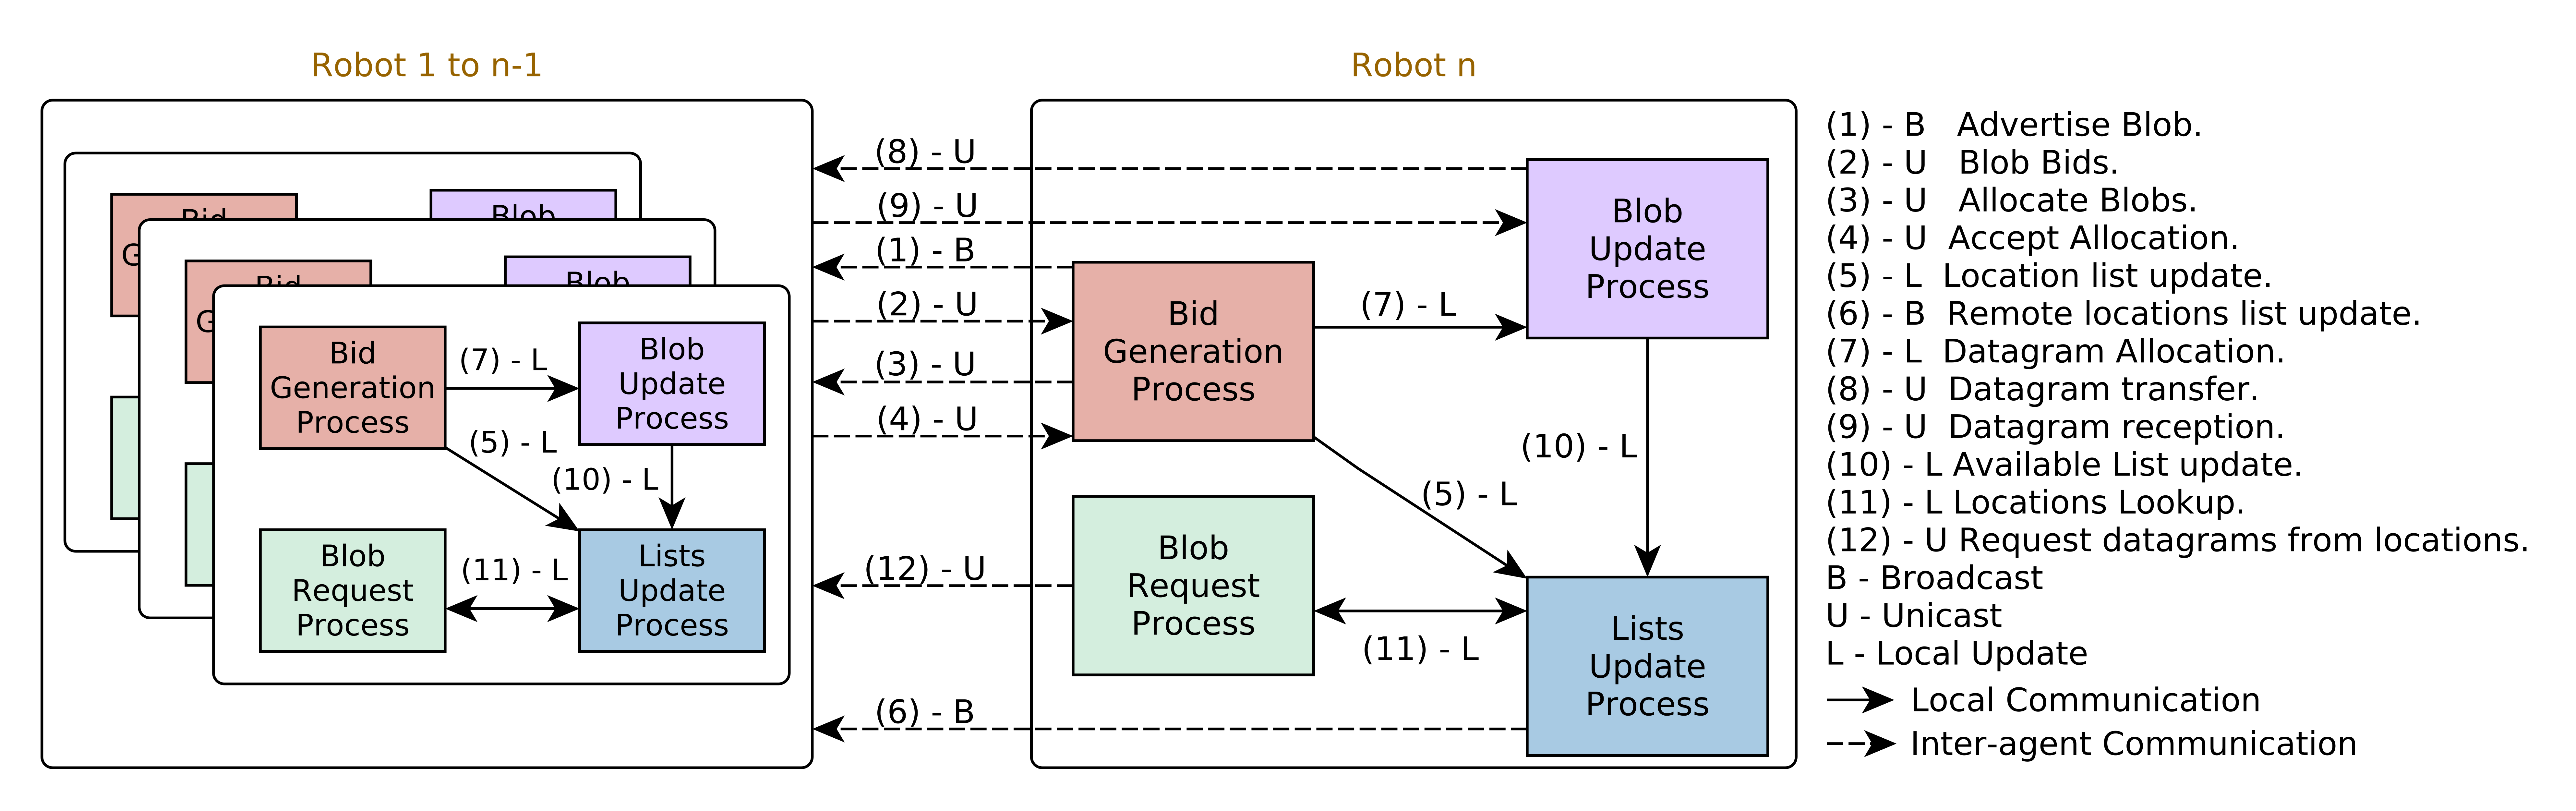 Robot 1 to n-1
Robot n
Bid
G
Blob
Bid
G
Blob
Bid
Generation
Process
(7) - L
Blob
Update
Process
(5) - L
(10) - L
Blob
Request
Process
(11) - L
Lists
Update
Process
(8) - U
(9) - U
(1) - B
(2) - U
(3) - U
(4) - U
(12) - U
(6) - B
Bid
Generation
Process
(7) - L
Blob
Update
Process
(10) - L
(5) - L
Blob
Request
Process
(11) - L
Lists
Update
Process
(1) - B Advertise Blob.
(2) - U Blob Bids.
(3) - U Allocate Blobs.
(4) - U Accept Allocation.
(5) - L Location list update.
(6) - B Remote locations list update.
(7) - L Datagram Allocation.
(8) - U Datagram transfer.
(9) - U Datagram reception.
(10) - L Available List update.
(11) - L Locations Lookup.
(12) - U Request datagrams from locations.
B - Broadcast
U - Unicast
L - Local Update
Local Communication
Inter-agent Communication